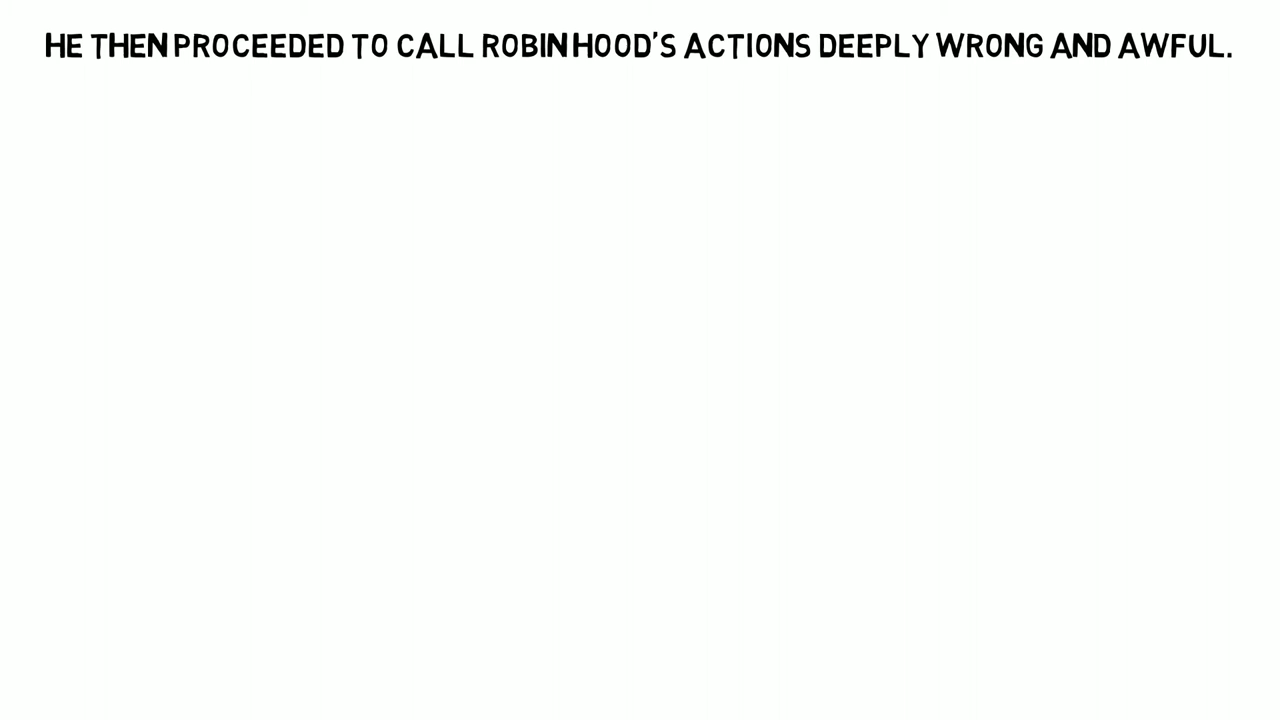 HE THEN PROCEEDED TO CALL ROBIN HOOD'S ACTIONS DEEPLY WRONG AND AWFUL.